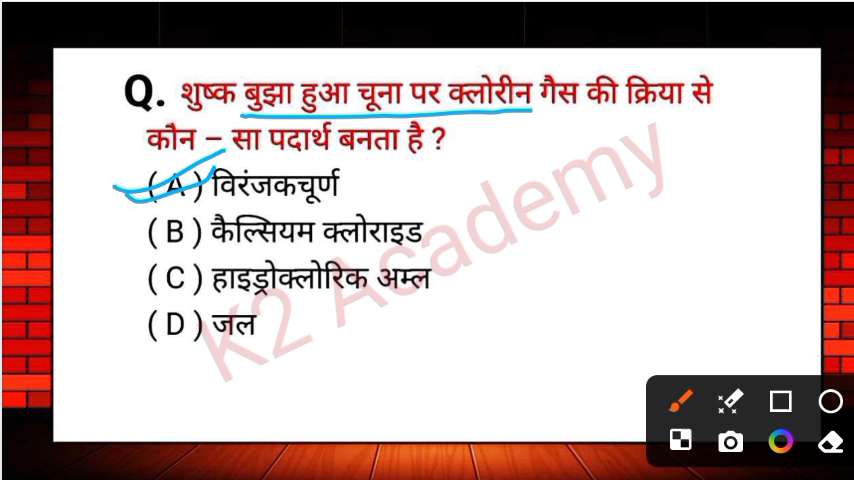 Q. शुष्क बुझा हुआ चूना पर क्लोरीन गैस की क्रिया से
कौन – सा पदार्थ बनता है ?
( A ) विरंजकचूर्ण
( B ) कैल्सियम क्लोराइड
( C ) हाइड्रोक्लोरिक अम्ल
( D ) जल
K2 Academy